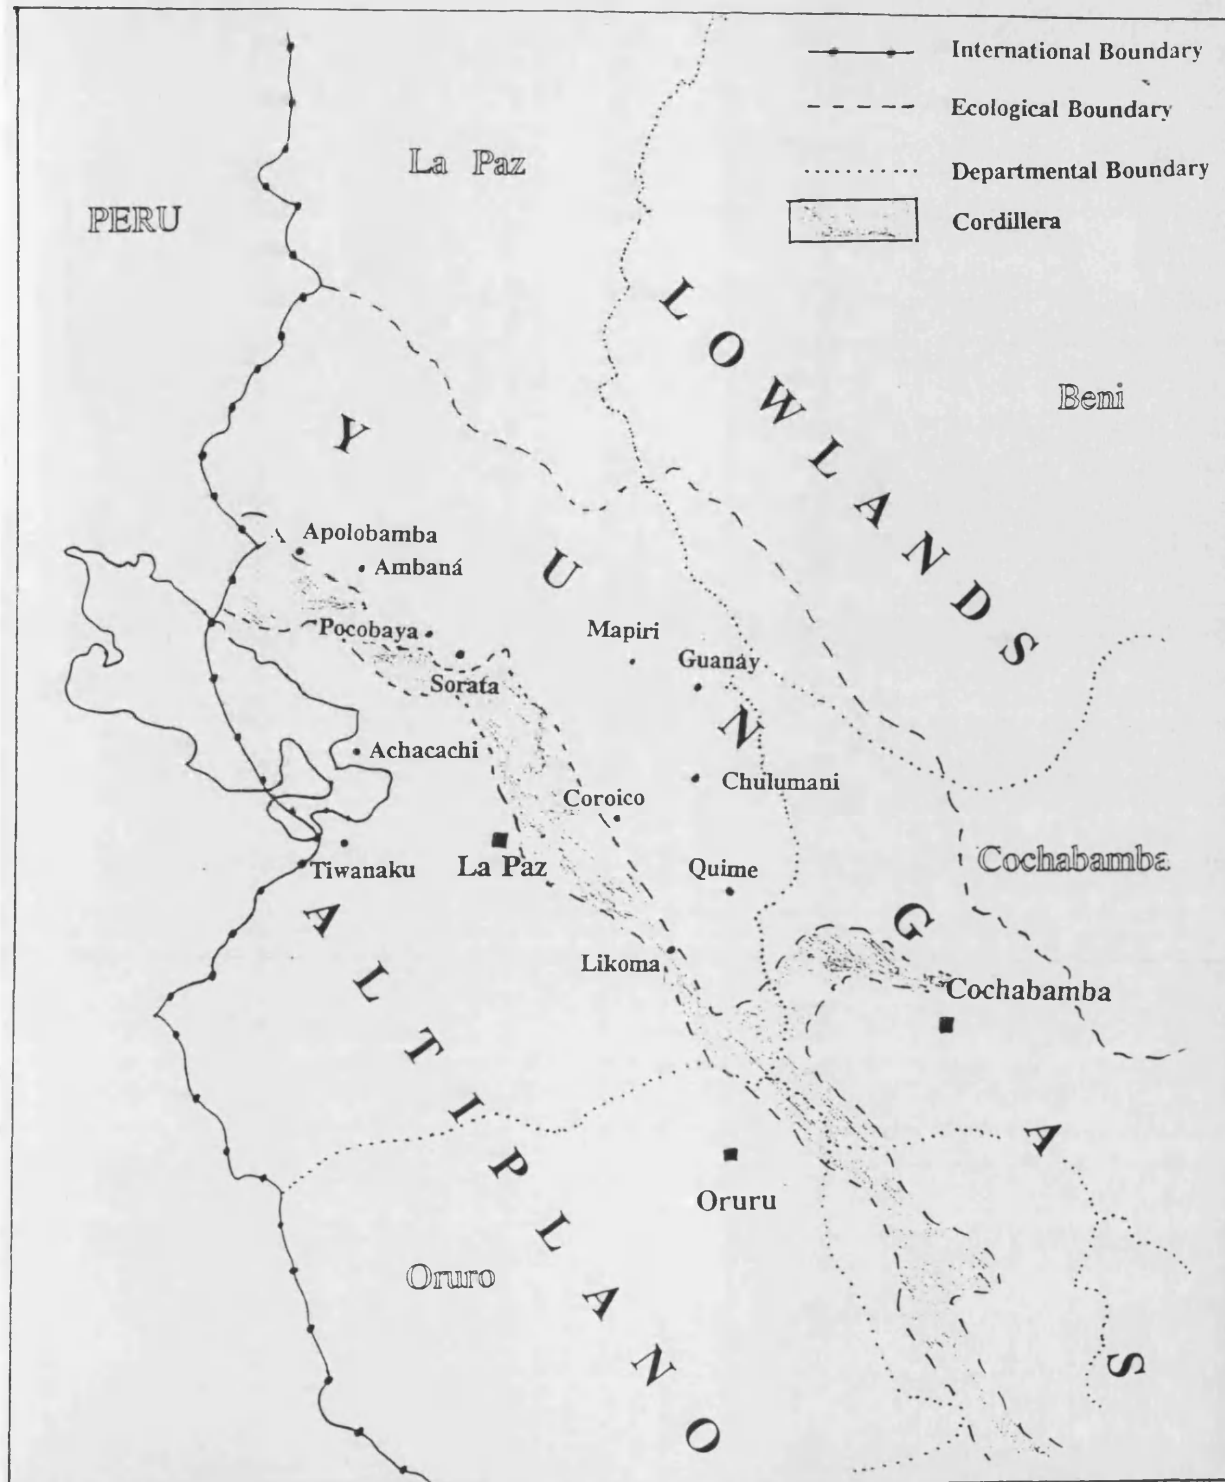 International Boundary
Ecological Boundary
Departmental Boundary
Cordillera
La Paz
PERU
LOWLANDS
Beni
YUNGAS
Apolobamba
Ambaná
Pocobaya
Mapiri
Guanay
Sorata
Achacachi
Chulumani
Coroico
Tiwanaku
La Paz
Quime
Cochabamba
ALTIPLANO
Likoma
Cochabamba
Oruru
Oruro